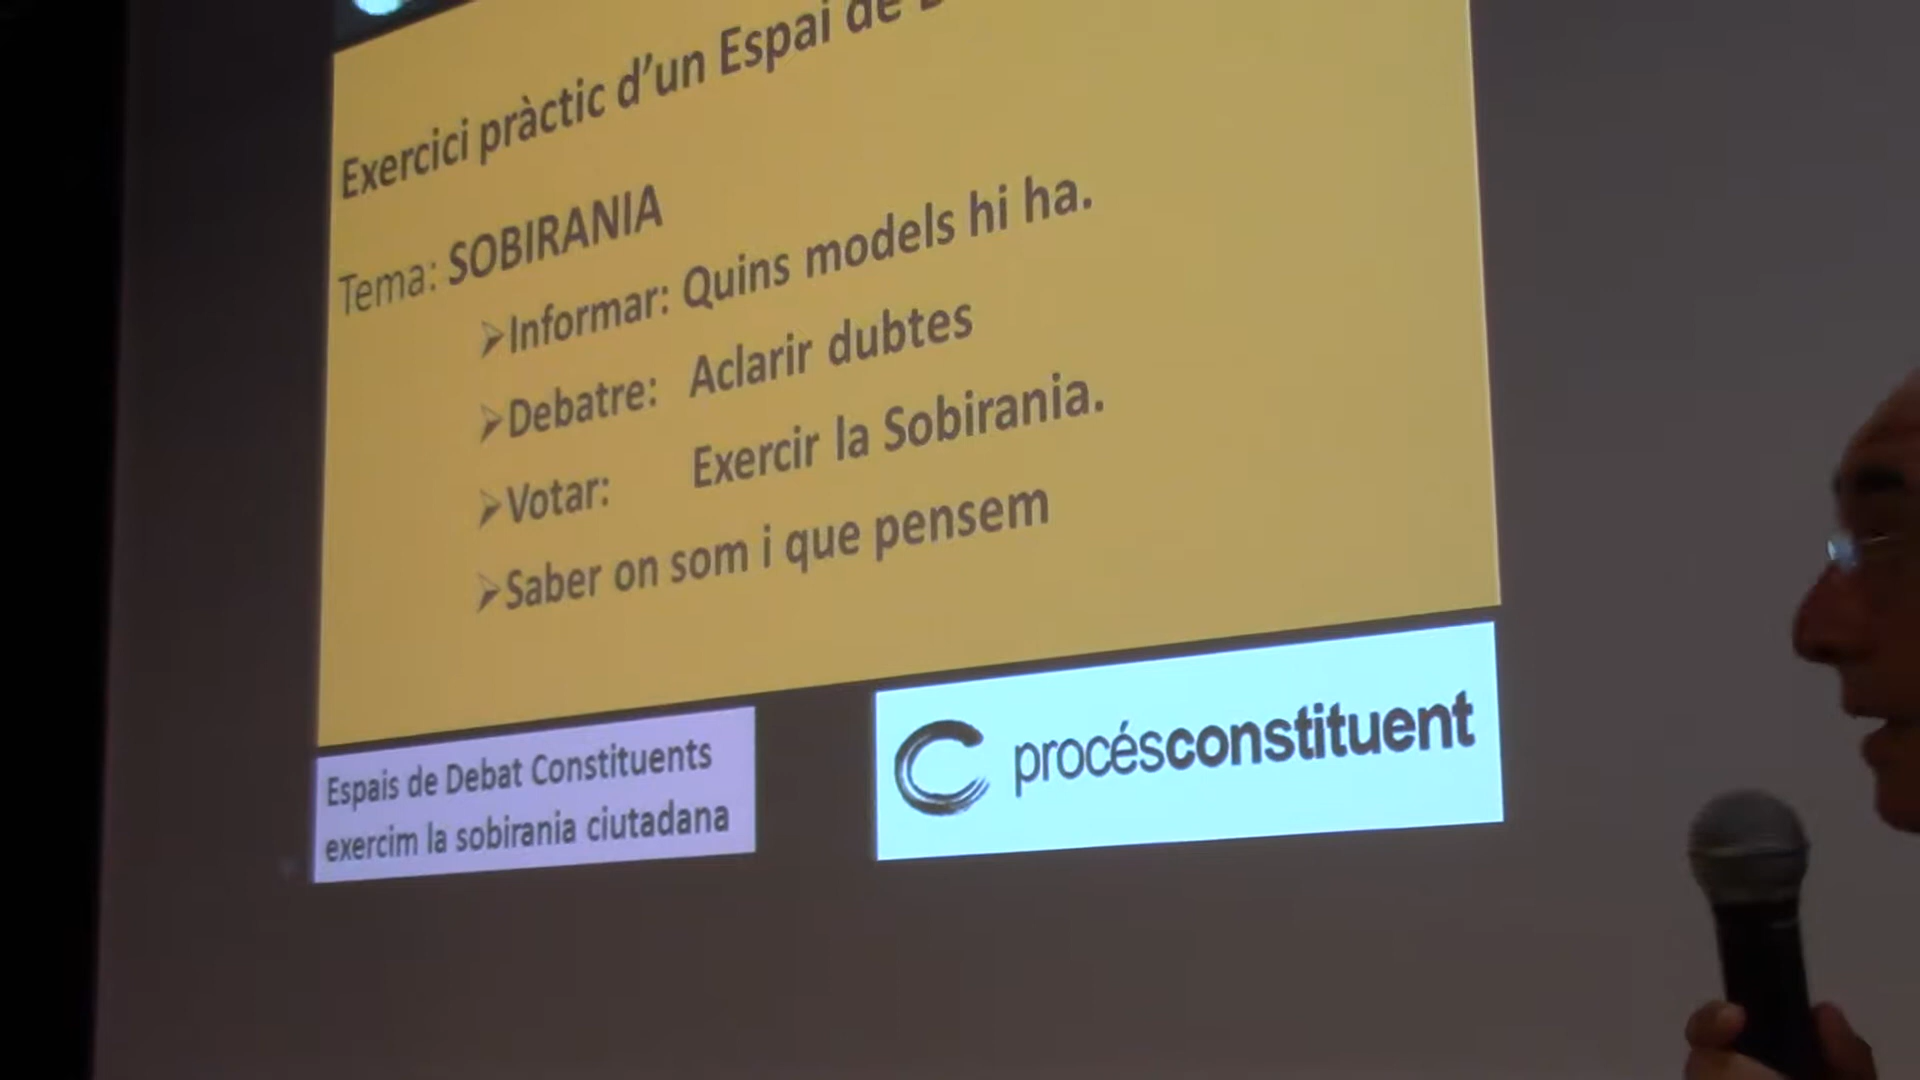 Exercici pràctic d'un Espai de
Tema: SOBIRANIA
➢Informar: Quins models hi ha.
➢Debatre: Aclarir dubtes
➢Votar: Exercir la Sobirania.
➢Saber on som i que pensem
Espais de Debat Constituents
exercim la sobirania ciutadana
procésconstituent